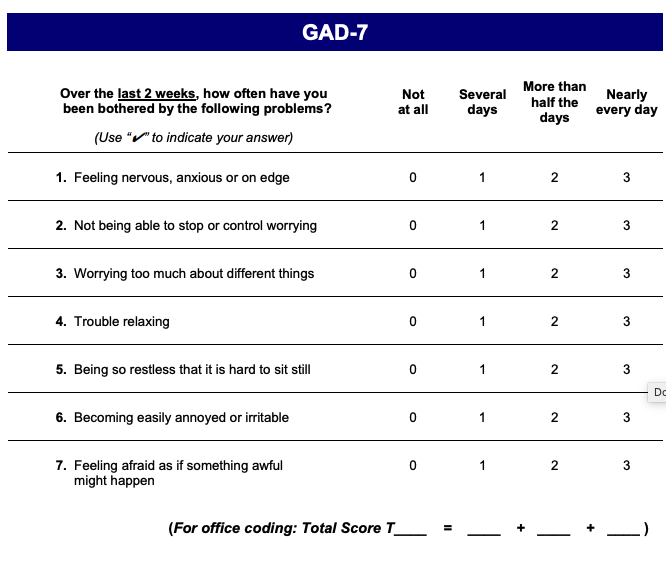 GAD-7
Over the last 2 weeks, how often have you
been bothered by the following problems?
(Use “✔” to indicate your answer)
Not
at all
Several
days
More than
half the
days
Nearly
every day
1. Feeling nervous, anxious or on edge 0 1 2 3
2. Not being able to stop or control worrying 0 1 2 3
3. Worrying too much about different things 0 1 2 3
4. Trouble relaxing 0 1 2 3
5. Being so restless that it is hard to sit still 0 1 2 3
Do
6. Becoming easily annoyed or irritable 0 1 2 3
7. Feeling afraid as if something awful 0 1 2 3
might happen
(For office coding: Total Score T____ = ____ + ____ + ____ )